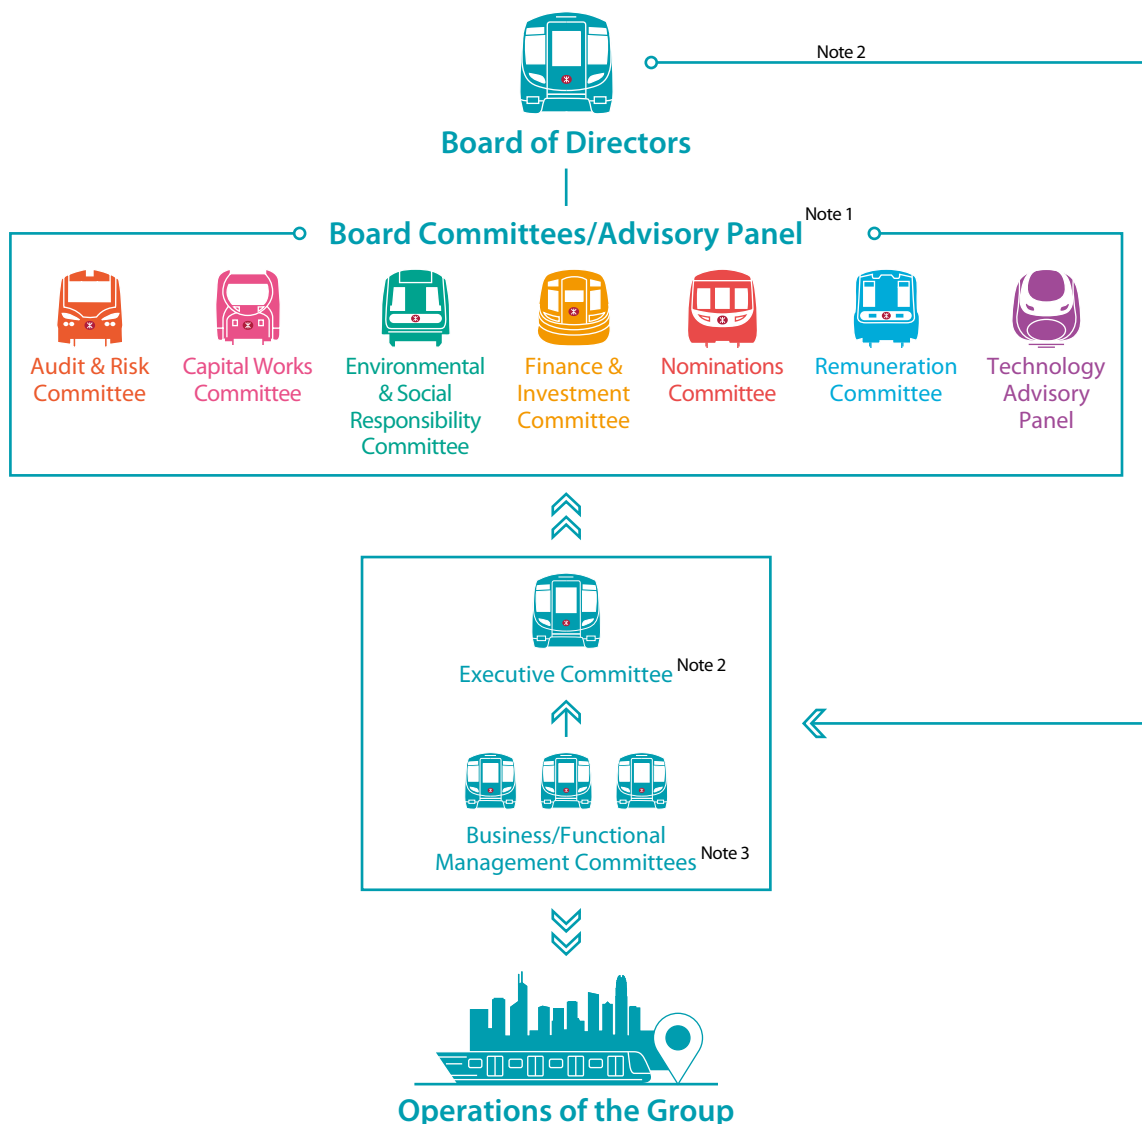 Note 2
Board of Directors
Board Committees/Advisory Panel Note 1
Audit & Risk
Committee
Capital Works
Committee
Environmental
& Social
Responsibility
Committee
Finance &
Investment
Committee
Nominations
Committee
Remuneration
Committee
Technology
Advisory
Panel
Executive Committee Note 2
Business/Functional
Management Committees Note 3
Operations of the Group